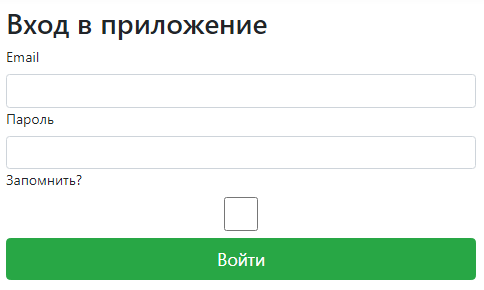 Вход в приложение
Email
Пароль
Запомнить?
Войти